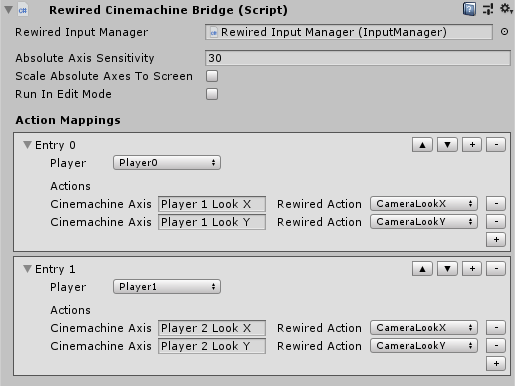 Rewired Cinemachine Bridge (Script)
Rewired Input Manager Rewired Input Manager (InputManager)
Absolute Axis Sensitivity 30
Scale Absolute Axes To Screen
Run In Edit Mode
Action Mappings
Entry 0 ▲ ▼ + -
Player Player0
Actions
Cinemachine Axis Player 1 Look X Rewired Action CameraLookX -
Cinemachine Axis Player 1 Look Y Rewired Action CameraLookY -
+
Entry 1 ▲ ▼ + -
Player Player1
Actions
Cinemachine Axis Player 2 Look X Rewired Action CameraLookX -
Cinemachine Axis Player 2 Look Y Rewired Action CameraLookY -
+